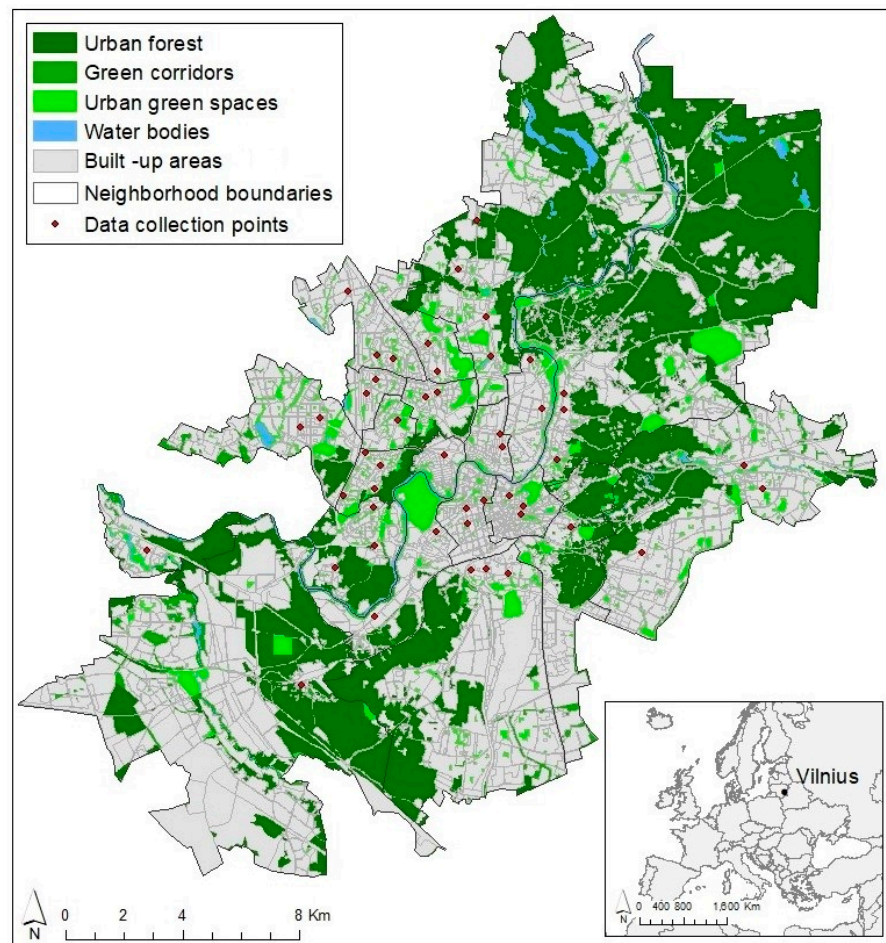 Urban forest
Green corridors
Urban green spaces
Water bodies
Built -up areas
Neighborhood boundaries
Data collection points
Vilnius
N
0 2 4 8 Km
N
0 400 800 1,600 Km